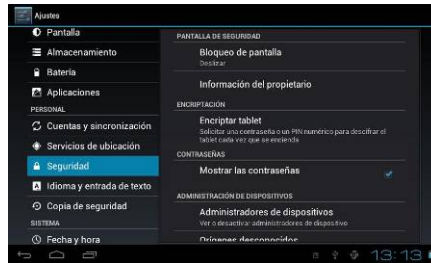 Ajustes
Pantalla
Almacenamiento
Batería
Aplicaciones
PERSONAL
Cuentas y sincronización
Servicios de ubicación
Seguridad
Idioma y entrada de texto
Copia de seguridad
SISTEMA
Fecha y hora
PANTALLA DE SEGURIDAD
Bloqueo de pantalla
Deslizar
Información del propietario
ENCRIPTACIÓN
Encriptar tablet
Solicitar una contraseña o un PIN numérico para descifrar el
tablet cada vez que se encienda
CONTRASEÑAS
Mostrar las contraseñas
ADMINISTRACIÓN DE DISPOSITIVOS
Administradores de dispositivos
Ver o desactivar administradores de dispositivo
Orígenes desconocidos
13:13